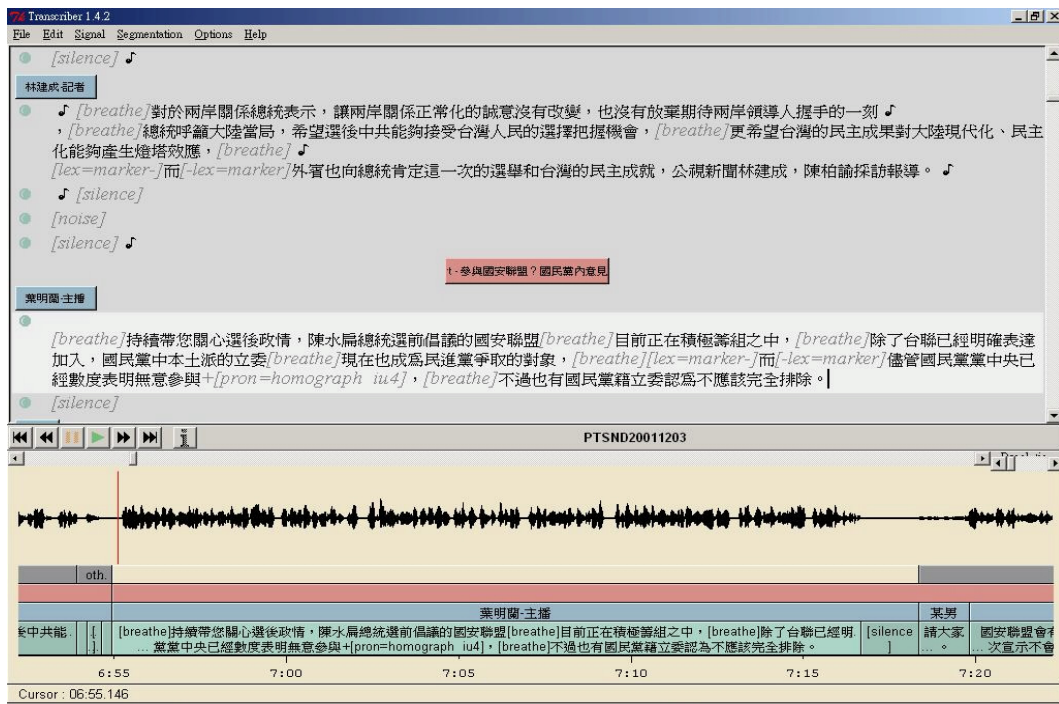 Transcriber 1.4.2
File Edit Signal Segmentation Options Help
[silence] ♪
林建成-記者
♪ [breathe]對於兩岸關係總統表示，讓兩岸關係正常化的誠意沒有改變，也沒有放棄期待兩岸領導人握手的一刻 ♪
，[breathe]總統呼籲大陸當局，希望選後中共能夠接受台灣人民的選擇把握機會，[breathe]更希望台灣的民主成果對大陸現代化、民主
化能夠產生燈塔效應，[breathe] ♪
[lex=marker-]而[-lex=marker]外賓也向總統肯定這一次的選舉和台灣的民主成就，公視新聞林建成，陳柏諭採訪報導。 ♪
♪ [silence]
[noise]
[silence] ♪
t - 參與國安聯盟？國民黨內意見
葉明蘭-主播
[breathe]持續帶您關心選後政情，陳水扁總統選前倡議的國安聯盟[breathe]目前正在積極籌組之中，[breathe]除了台聯已經明確表達
加入，國民黨中本土派的立委[breathe]現在也成為民進黨爭取的對象，[breathe][lex=marker-]而[-lex=marker]儘管國民黨黨中央已
經數度表明無意參與+[pron=homograph iu4]，[breathe]不過也有國民黨籍立委認為不應該完全排除。
[silence]
PTSND20011203
oth.
葉明蘭-主播 某男
中共能. [ [breathe]持續帶您關心選後政情，陳水扁總統選前倡議的國安聯盟[breathe]目前正在積極籌組之中，[breathe]除了台聯已經明. [silence 請大家 國安聯盟會
.]. ... 黨黨中央已經數度表明無意參與+[pron=homograph iu4]，[breathe]不過也有國民黨籍立委認為不應該完全排除。 ] ... 。 ... 次宣示不會
6:55 7:00 7:05 7:10 7:15 7:20
Cursor : 06:55.146